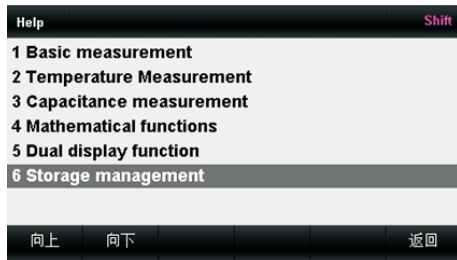 Help Shift
1 Basic measurement
2 Temperature Measurement
3 Capacitance measurement
4 Mathematical functions
5 Dual display function
6 Storage management
向上 向下 返回